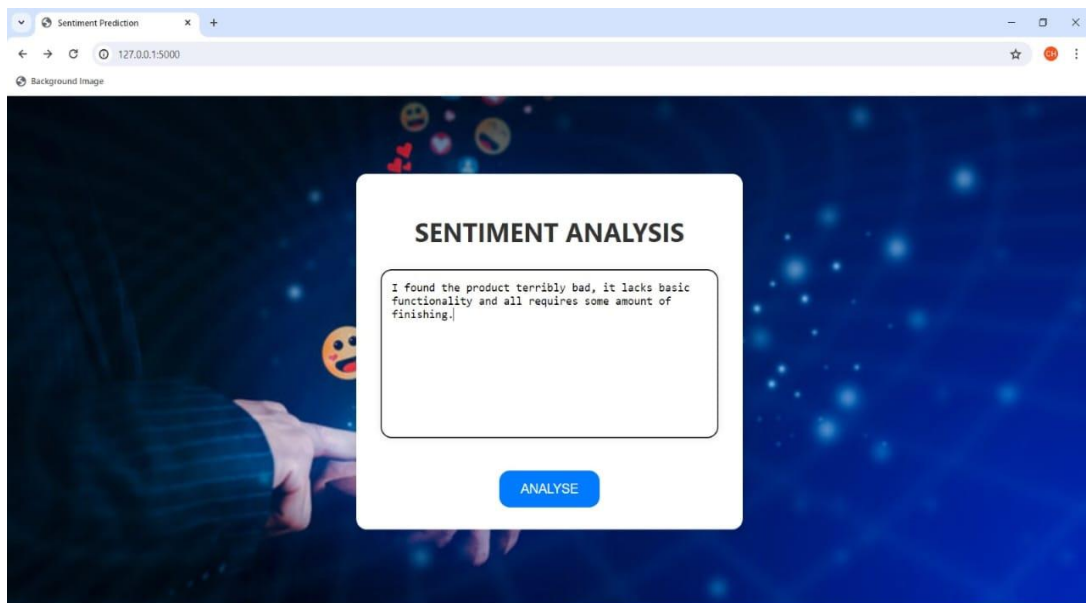 Sentiment Prediction
127.0.0.1:5000
CH
Background Image
SENTIMENT ANALYSIS
I found the product terribly bad, it lacks basic
functionality and all requires some amount of
finishing.
ANALYSE